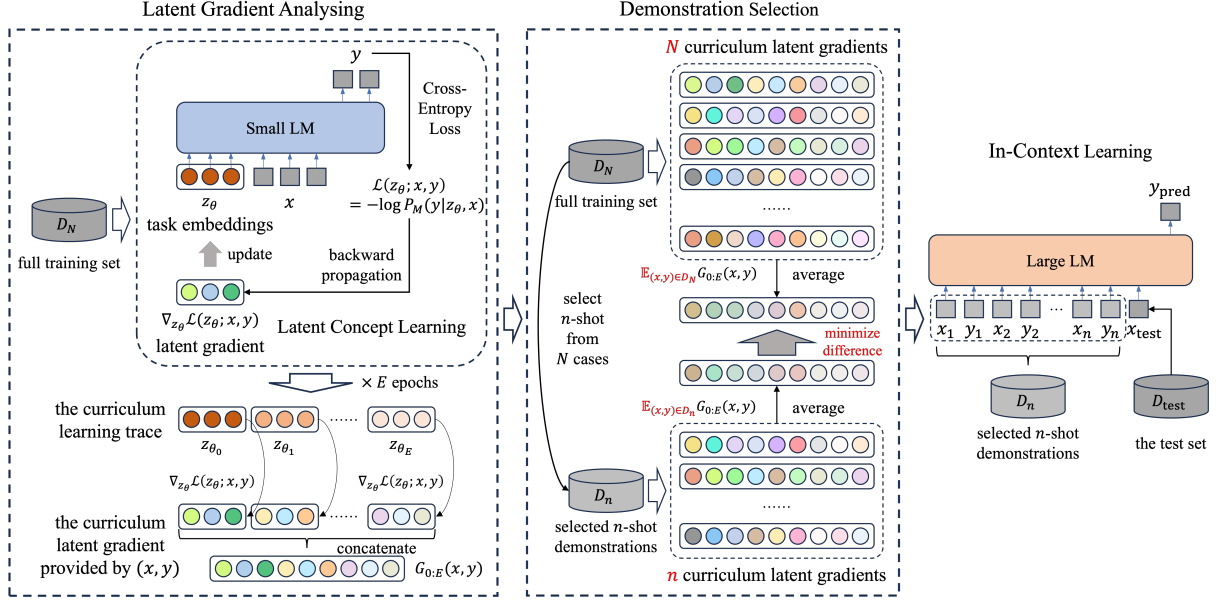 Latent Gradient Analysing
y
Cross-
Entropy
Loss
Small LM
z_θ
x
ℒ(z_θ; x, y)
= −log P_M(y|z_θ, x)
task embeddings
D_N
full training set
update
backward
propagation
∇_{z_θ}ℒ(z_θ; x, y)
latent gradient
Latent Concept Learning
× E epochs
the curriculum
learning trace
z_{θ_0}
z_{θ_1}
......
z_{θ_E}
∇_{z_θ}ℒ(z_θ; x, y)
∇_{z_θ}ℒ(z_θ; x, y)
the curriculum
latent gradient
provided by (x, y)
......
concatenate
G_{0:E}(x, y)
Demonstration Selection
N curriculum latent gradients
D_N
full training set
......
𝔼_{(x,y)∈D_N}G_{0:E}(x, y)
average
select
n-shot
from
N cases
minimize
difference
𝔼_{(x,y)∈D_n}G_{0:E}(x, y)
average
D_n
selected n-shot
demonstrations
......
n curriculum latent gradients
In-Context Learning
y_pred
Large LM
x_1 y_1 x_2 y_2 ... x_n y_n x_test
D_n
selected n-shot
demonstrations
D_test
the test set